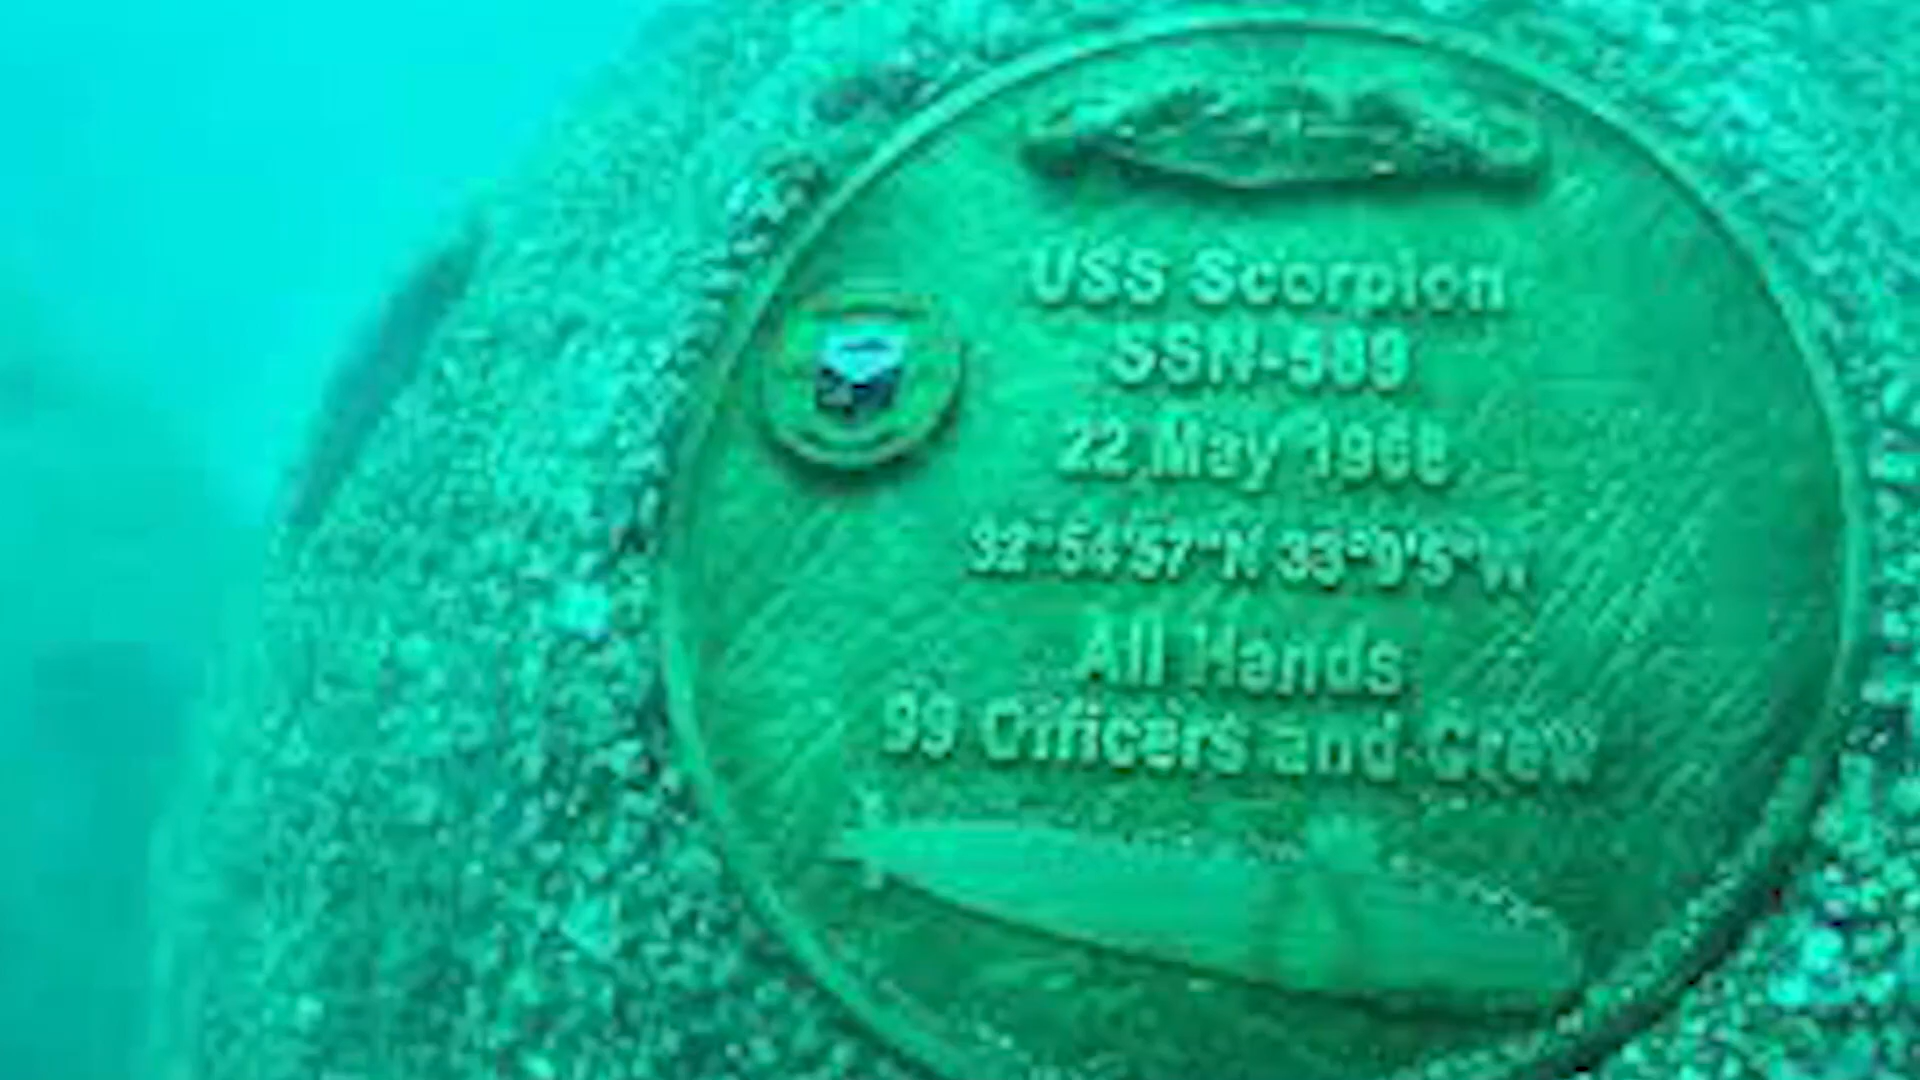 USS Scorpion
SSN-589
22 May 1968
32°54'57"N 33°9'5"W
All Hands
99 Officers and Crew